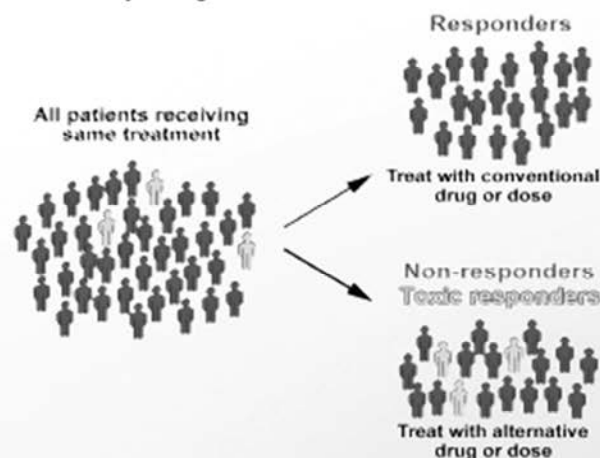 All patients receiving
same treatment
Responders
Treat with conventional
drug or dose
Non-responders
Toxic responders
Treat with alternative
drug or dose